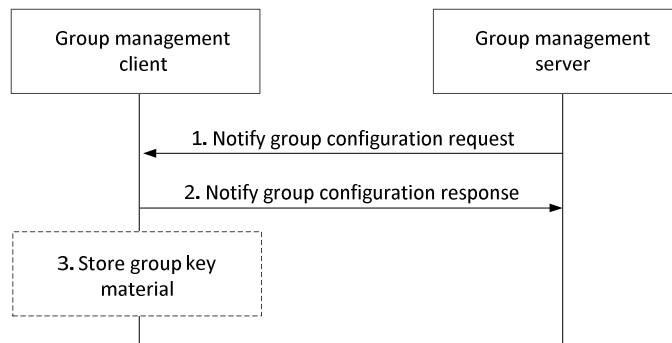 Group management
client
Group management
server
1. Notify group configuration request
2. Notify group configuration response
3. Store group key
material